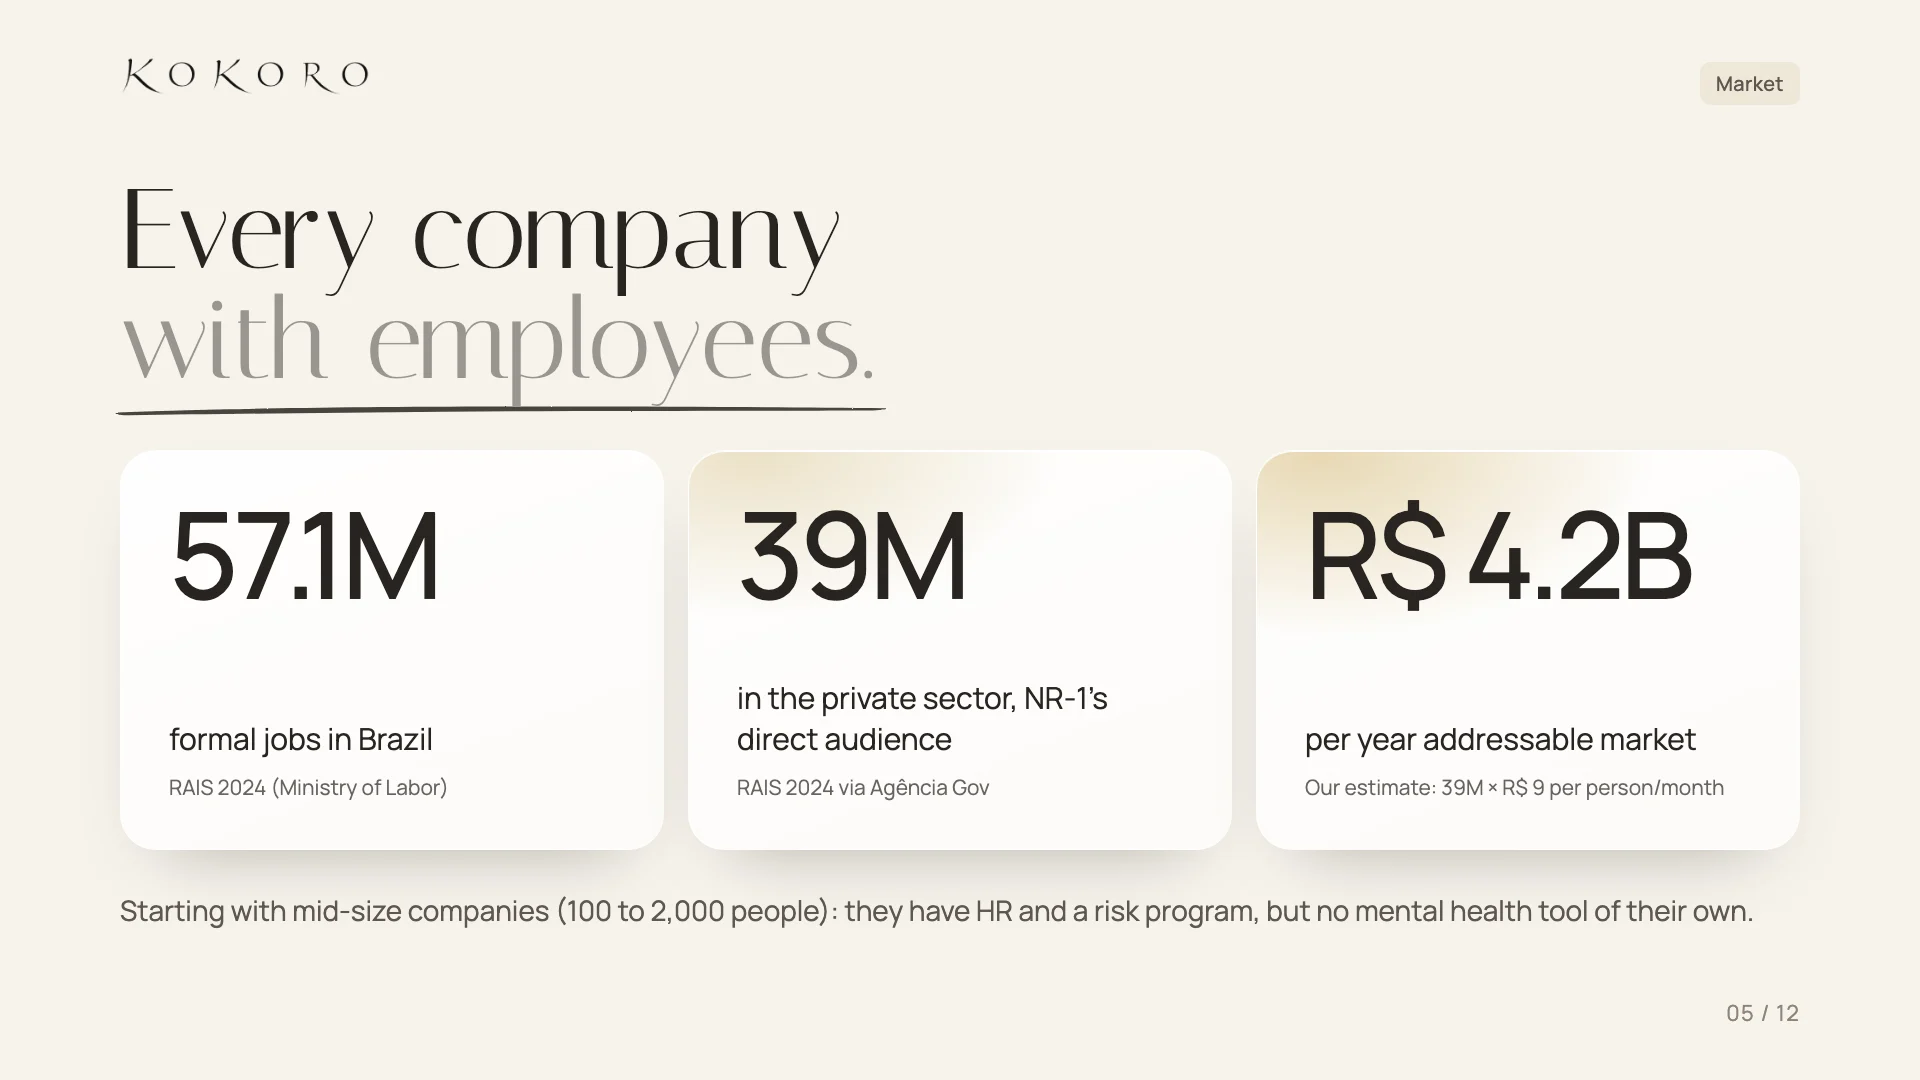 KOKORO
Market
Every company
with employees.
57.1M
formal jobs in Brazil
RAIS 2024 (Ministry of Labor)
39M
in the private sector, NR-1’s
direct audience
RAIS 2024 via Agência Gov
R$ 4.2B
per year addressable market
Our estimate: 39M × R$ 9 per person/month
Starting with mid-size companies (100 to 2,000 people): they have HR and a risk program, but no mental health tool of their own.
05 / 12